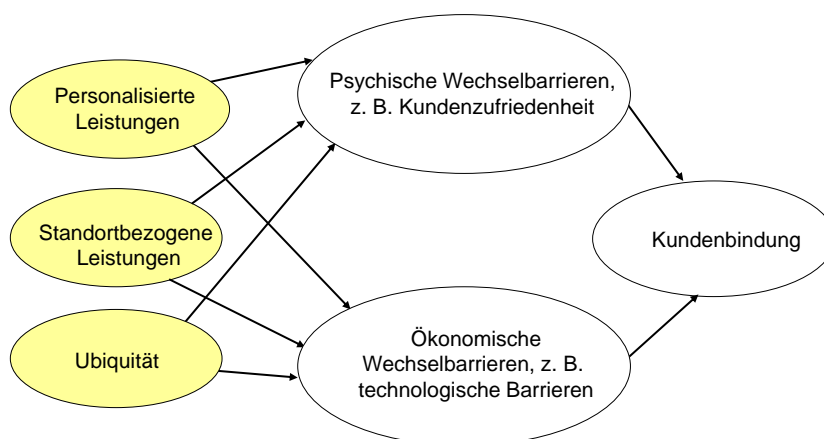 Personalisierte
Leistungen
Psychische Wechselbarrieren,
z. B. Kundenzufriedenheit
Standortbezogene
Leistungen
Kundenbindung
Ubiquität
Ökonomische
Wechselbarrieren, z. B.
technologische Barrieren